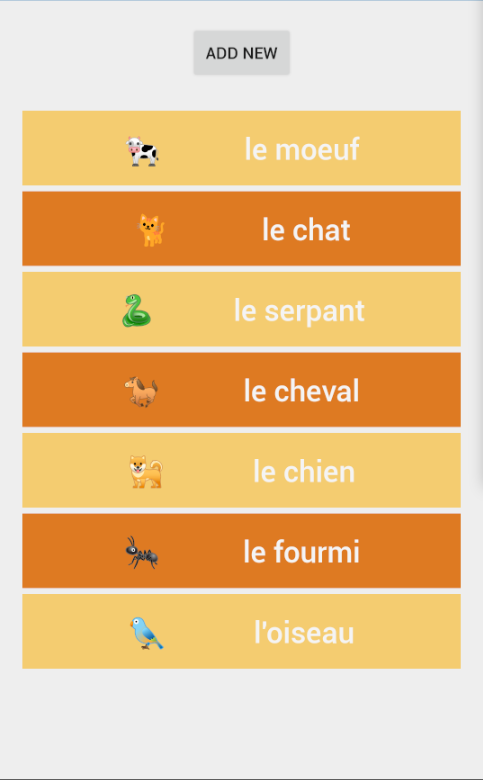 ADD NEW
le moeuf
le chat
le serpant
le cheval
le chien
le fourmi
l'oiseau